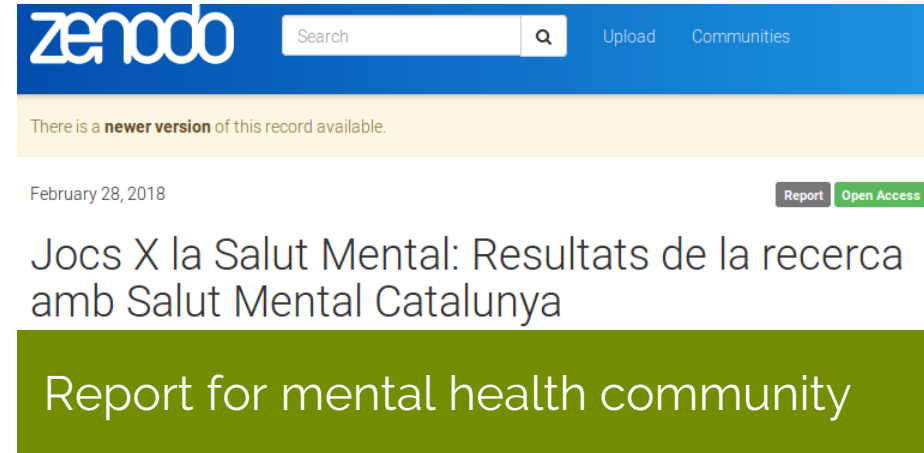 zenodo
Search
Upload
Communities
There is a newer version of this record available.
February 28, 2018
Report
Open Access
Jocs X la Salut Mental: Resultats de la recerca
amb Salut Mental Catalunya
Report for mental health community